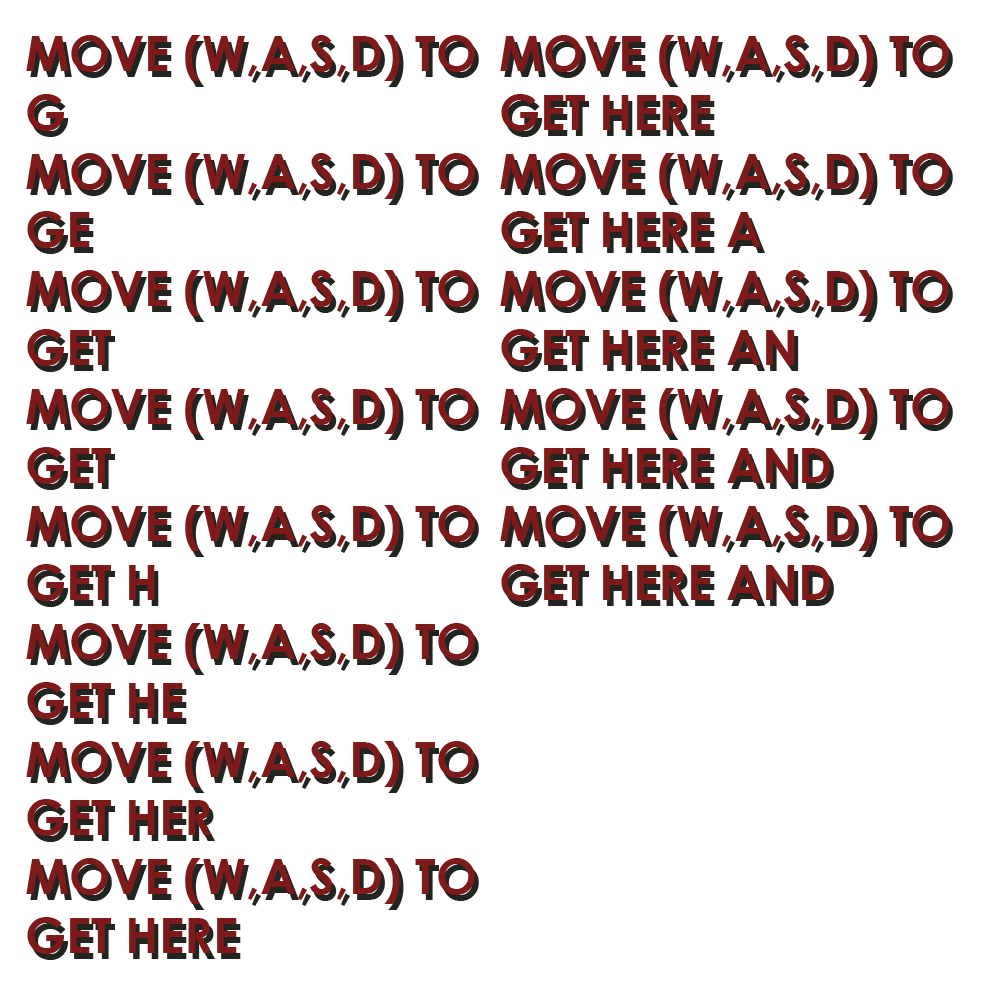 MOVE (W,A,S,D) TO
G
MOVE (W,A,S,D) TO
GE
MOVE (W,A,S,D) TO
GET
MOVE (W,A,S,D) TO
GET
MOVE (W,A,S,D) TO
GET H
MOVE (W,A,S,D) TO
GET HE
MOVE (W,A,S,D) TO
GET HER
MOVE (W,A,S,D) TO
GET HERE
MOVE (W,A,S,D) TO
GET HERE
MOVE (W,A,S,D) TO
GET HERE A
MOVE (W,A,S,D) TO
GET HERE AN
MOVE (W,A,S,D) TO
GET HERE AND
MOVE (W,A,S,D) TO
GET HERE AND